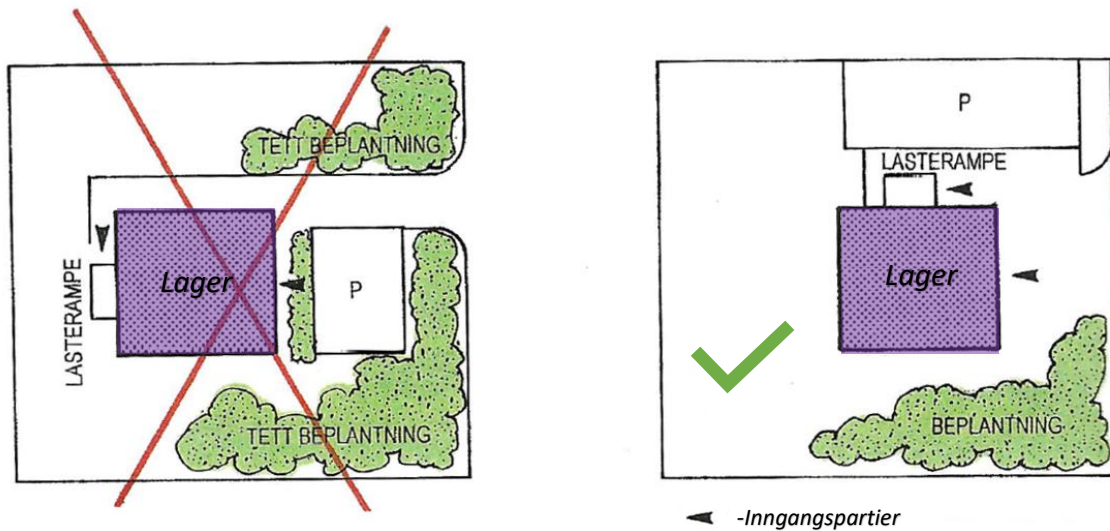 TETT BEPLANTNING
LASTERAMPE
Lager
P
TETT BEPLANTNING
P
LASTERAMPE
Lager
BEPLANTNING
-Inngangspartier